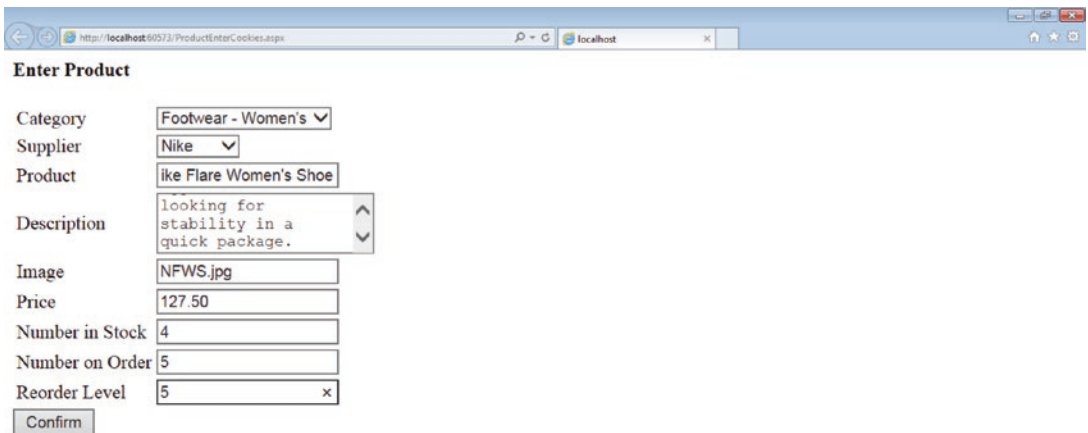 http://localhost:60573/ProductEnterCookies.aspx
localhost
Enter Product
Category Footwear - Women's
Supplier Nike
Product ike Flare Women's Shoe
Description looking for
stability in a
quick package.
Image NFWS.jpg
Price 127.50
Number in Stock 4
Number on Order 5
Reorder Level 5
Confirm